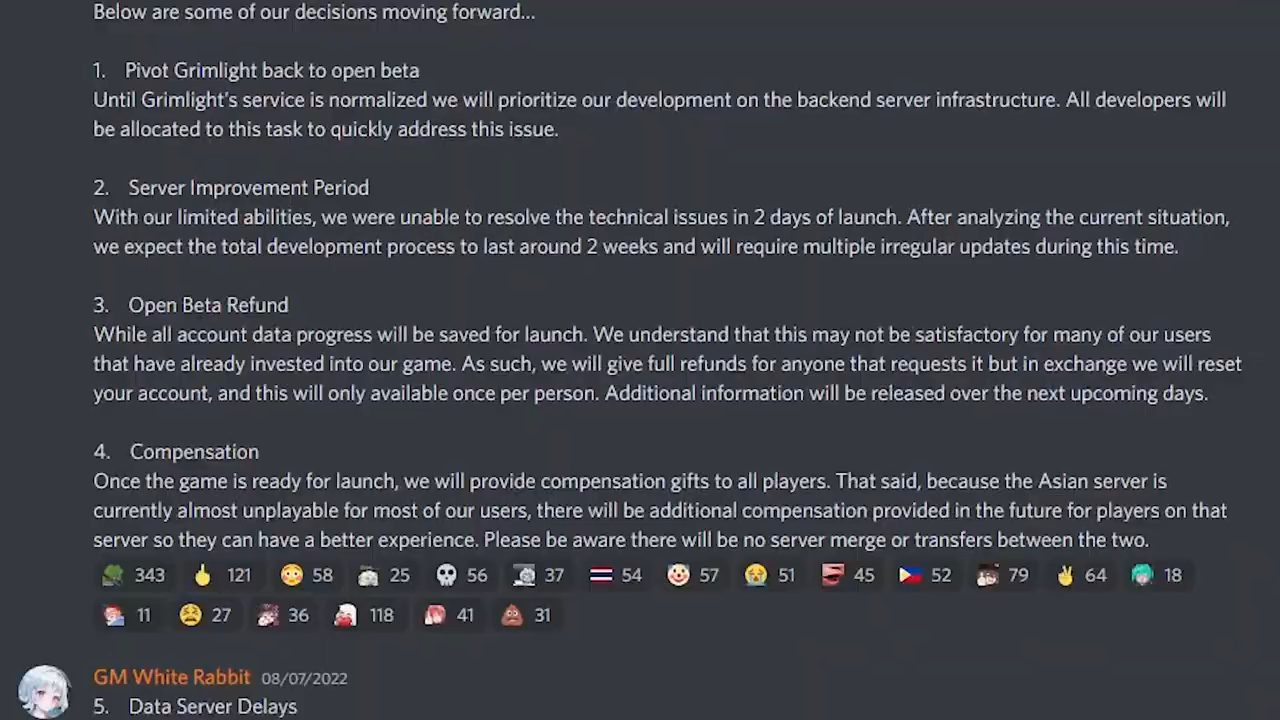 Below are some of our decisions moving forward...
1. Pivot Grimlight back to open beta
Until Grimlight's service is normalized we will prioritize our development on the backend server infrastructure. All developers will
be allocated to this task to quickly address this issue.
2. Server Improvement Period
With our limited abilities, we were unable to resolve the technical issues in 2 days of launch. After analyzing the current situation,
we expect the total development process to last around 2 weeks and will require multiple irregular updates during this time.
3. Open Beta Refund
While all account data progress will be saved for launch. We understand that this may not be satisfactory for many of our users
that have already invested into our game. As such, we will give full refunds for anyone that requests it but in exchange we will reset
your account, and this will only available once per person. Additional information will be released over the next upcoming days.
4. Compensation
Once the game is ready for launch, we will provide compensation gifts to all players. That said, because the Asian server is
currently almost unplayable for most of our users, there will be additional compensation provided in the future for players on that
server so they can have a better experience. Please be aware there will be no server merge or transfers between the two.
343 121 58 25 56 37 54 57 51 45 52 79 64 18
11 27 36 118 41 31
GM White Rabbit 08/07/2022
5. Data Server Delays